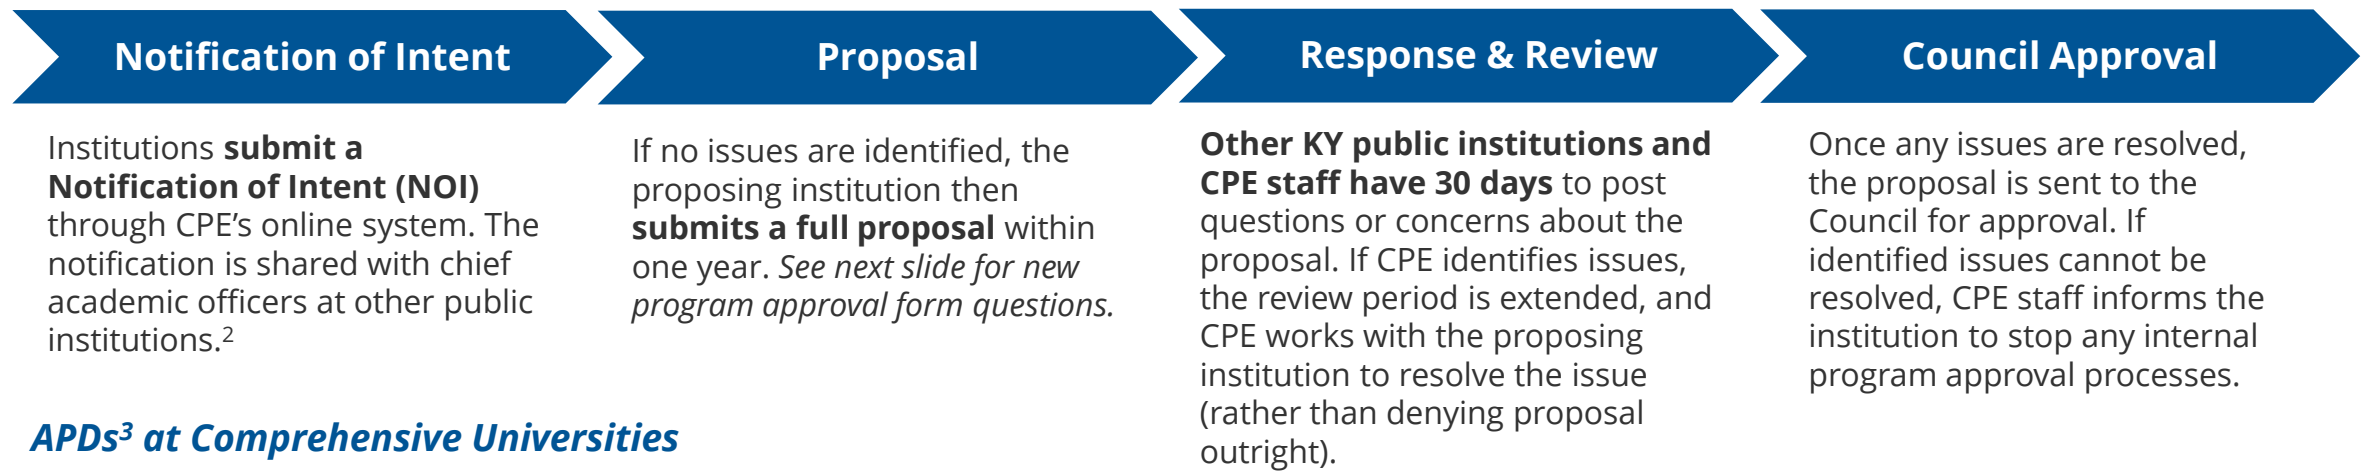 Notification of Intent
Institutions submit a
Notification of Intent (NOI)
through CPE’s online system. The
notification is shared with chief
academic officers at other public
institutions.2
Proposal
If no issues are identified, the
proposing institution then
submits a full proposal within
one year. See next slide for new
program approval form questions.
Response & Review
Other KY public institutions and
CPE staff have 30 days to post
questions or concerns about the
proposal. If CPE identifies issues,
the review period is extended, and
CPE works with the proposing
institution to resolve the issue
(rather than denying proposal
outright).
Council Approval
Once any issues are resolved,
the proposal is sent to the
Council for approval. If
identified issues cannot be
resolved, CPE staff informs the
institution to stop any internal
program approval processes.
APDs3 at Comprehensive Universities